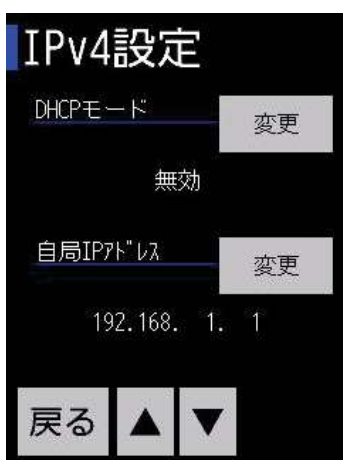 IPv4設定
DHCPモード 変更
無効
自局IPｱﾄﾞﾚｽ 変更
192.168.  1.  1
戻る ▲ ▼